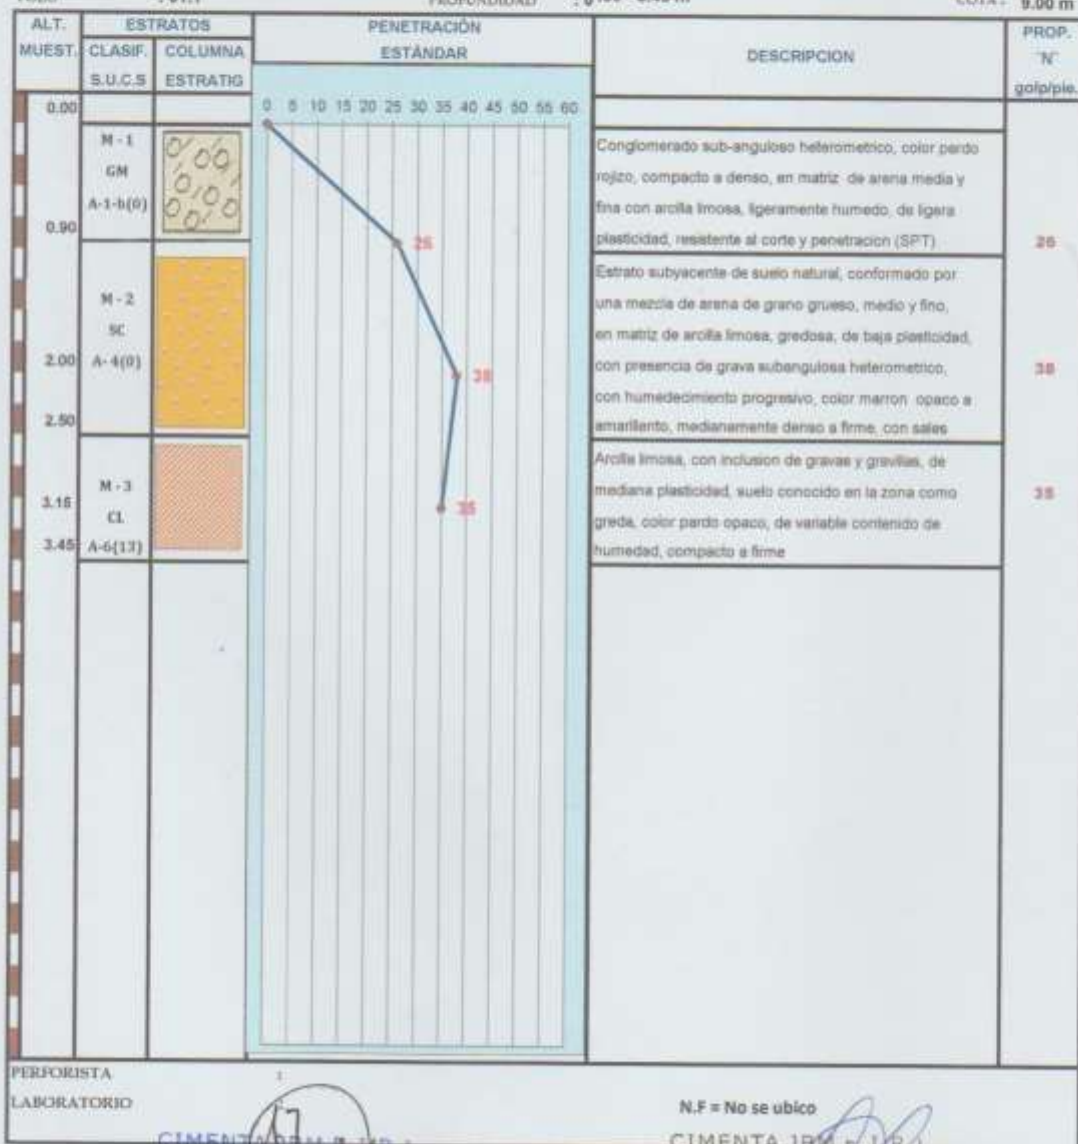 PROFUNDIDAD
COTA : 9.00 m
ALT. MUEST.
ESTRATOS
CLASIF. S.U.C.S
COLUMNA ESTRATIG
PENETRACIÓN ESTÁNDAR
DESCRIPCION
PROP. "N" golp/pie.
0 5 10 15 20 25 30 35 40 45 50 55 60
0.00
M - 1
GM
A-1-b(0)
0.90
26
Conglomerado sub-anguloso heterometrico, color pardo
rojizo, compacto a denso, en matriz de arena media y
fina con arcilla limosa, ligeramente humedo, de ligera
plasticidad, resistente al corte y penetracion (SPT)
26
M - 2
SC
A- 4(0)
2.00
2.50
38
Estrato subyacente de suelo natural, conformado por
una mezcla de arena de grano grueso, medio y fino,
en matriz de arcilla limosa, gredosa, de baja plasticidad,
con presencia de grava subangulosa heterometrico,
con humedecimiento progresivo, color marron opaco a
amarillento, medianamente denso a firme, con sales
38
M - 3
CL
A-6(13)
3.15
3.45
35
Arcilla limosa, con inclusion de gravas y gravillas, de
mediana plasticidad, suelo conocido en la zona como
greda, color pardo opaco, de variable contenido de
humedad, compacto a firme
35
PERFORISTA :
LABORATORIO
N.F = No se ubico
CIMENTA JBM